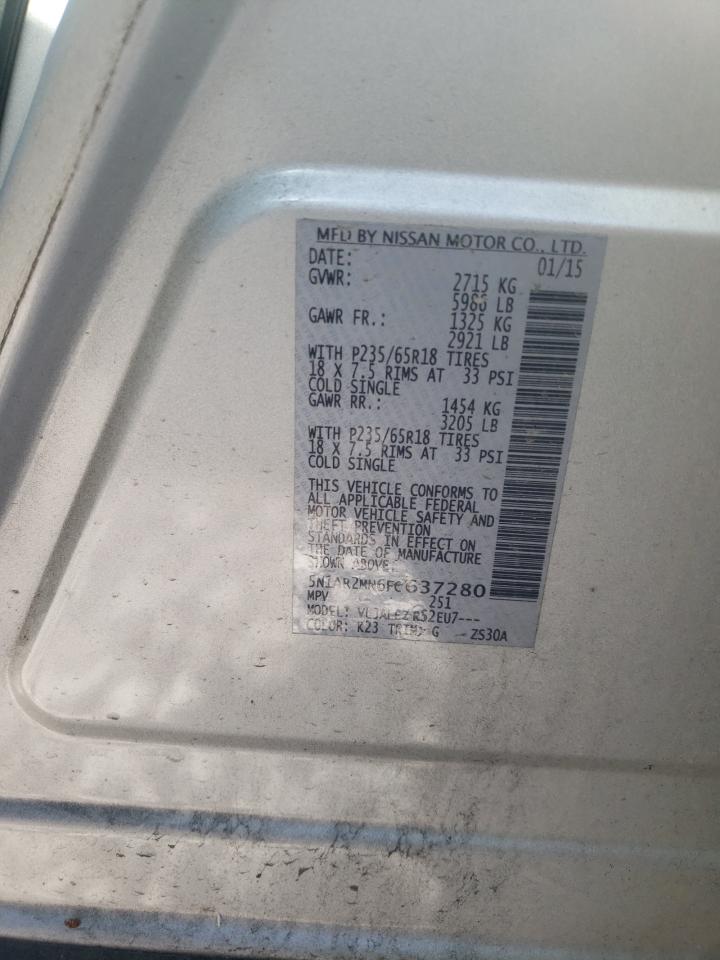 MFD BY NISSAN MOTOR CO., LTD.
DATE: 01/15
GVWR: 2715 KG
5986 LB
GAWR FR.: 1325 KG
2921 LB
WITH P235/65R18 TIRES
18 X 7.5 RIMS AT 33 PSI
COLD SINGLE
GAWR RR.: 1454 KG
3205 LB
WITH P235/65R18 TIRES
18 X 7.5 RIMS AT 33 PSI
COLD SINGLE
THIS VEHICLE CONFORMS TO
ALL APPLICABLE FEDERAL
MOTOR VEHICLE SAFETY AND
THEFT PREVENTION
STANDARDS IN EFFECT ON
THE DATE OF MANUFACTURE
SHOWN ABOVE:
5N1AR2MN6FC637280
MPV 251
MODEL:
COLOR: K23 TRIM: G ZS30A